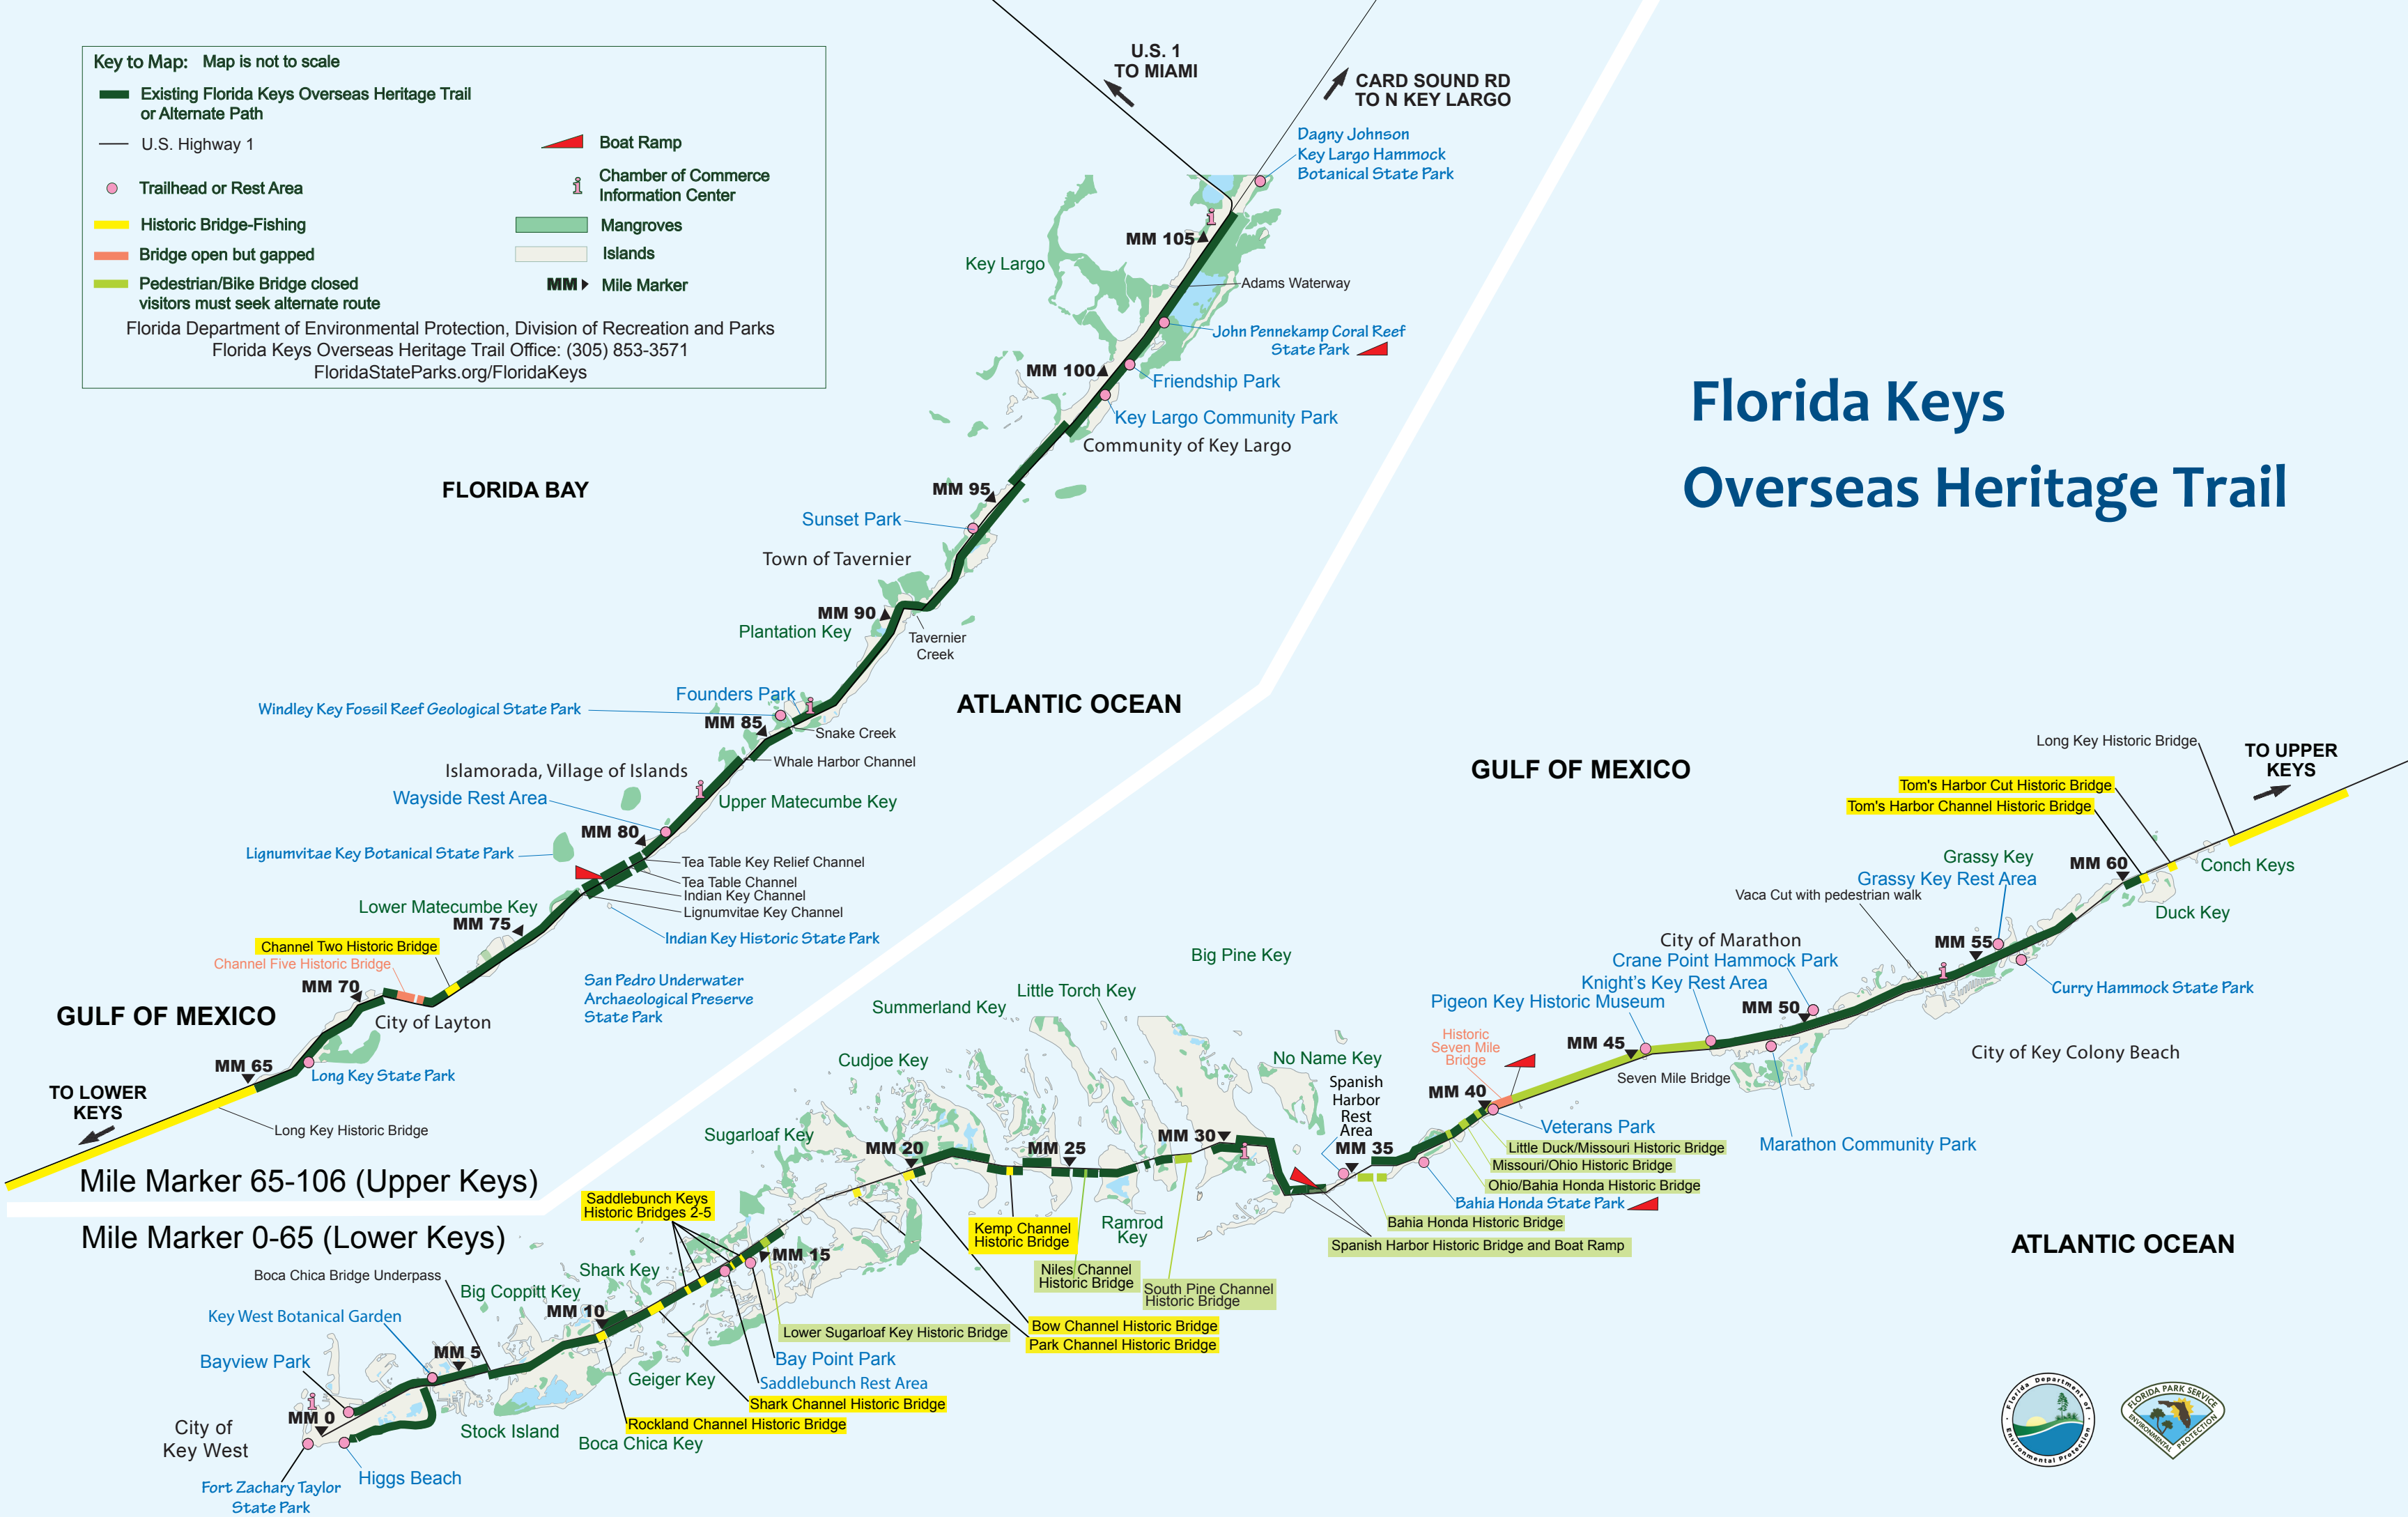 Key to Map: Map is not to scale
Existing Florida Keys Overseas Heritage Trail
or Alternate Path
U.S. Highway 1
Trailhead or Rest Area
Historic Bridge-Fishing
Bridge open but gapped
Pedestrian/Bike Bridge closed
visitors must seek alternate route
Boat Ramp
Chamber of Commerce
Information Center
Mangroves
Islands
MM Mile Marker
Florida Department of Environmental Protection, Division of Recreation and Parks
Florida Keys Overseas Heritage Trail Office: (305) 853-3571
FloridaStateParks.org/FloridaKeys
U.S. 1
TO MIAMI
CARD SOUND RD
TO N KEY LARGO
Dagny Johnson
Key Largo Hammock
Botanical State Park
i
MM 105
Key Largo
Adams Waterway
John Pennekamp Coral Reef
State Park
MM 100
Friendship Park
Key Largo Community Park
Community of Key Largo
Florida Keys
Overseas Heritage Trail
FLORIDA BAY
MM 95
Sunset Park
Town of Tavernier
MM 90
Plantation Key
Tavernier
Creek
Founders Park
i
Windley Key Fossil Reef Geological State Park
ATLANTIC OCEAN
MM 85
Snake Creek
Whale Harbor Channel
Islamorada, Village of Islands
i
Wayside Rest Area
Upper Matecumbe Key
MM 80
Lignumvitae Key Botanical State Park
Tea Table Key Relief Channel
Tea Table Channel
Indian Key Channel
Lignumvitae Key Channel
Lower Matecumbe Key
MM 75
Indian Key Historic State Park
Channel Two Historic Bridge
Channel Five Historic Bridge
San Pedro Underwater
Archaeological Preserve
State Park
MM 70
GULF OF MEXICO
City of Layton
MM 65
Long Key State Park
TO LOWER
KEYS
Long Key Historic Bridge
Mile Marker 65-106 (Upper Keys)
Mile Marker 0-65 (Lower Keys)
GULF OF MEXICO
Long Key Historic Bridge
TO UPPER
KEYS
Tom's Harbor Cut Historic Bridge
Tom's Harbor Channel Historic Bridge
Grassy Key
MM 60
Conch Keys
Grassy Key Rest Area
Vaca Cut with pedestrian walk
Duck Key
City of Marathon
MM 55
i
Crane Point Hammock Park
Knight's Key Rest Area
Curry Hammock State Park
Pigeon Key Historic Museum
MM 50
Historic
Seven Mile
Bridge
MM 45
City of Key Colony Beach
Seven Mile Bridge
MM 40
Veterans Park
Marathon Community Park
Little Duck/Missouri Historic Bridge
Missouri/Ohio Historic Bridge
Ohio/Bahia Honda Historic Bridge
Bahia Honda State Park
Bahia Honda Historic Bridge
Spanish Harbor Historic Bridge and Boat Ramp
Big Pine Key
Little Torch Key
Summerland Key
No Name Key
Spanish
Harbor
Rest
Area
MM 35
Cudjoe Key
MM 30
i
MM 25
MM 20
Sugarloaf Key
Kemp Channel
Historic Bridge
Ramrod
Key
Niles Channel
Historic Bridge
South Pine Channel
Historic Bridge
Saddlebunch Keys
Historic Bridges 2-5
MM 15
Bow Channel Historic Bridge
Park Channel Historic Bridge
Lower Sugarloaf Key Historic Bridge
Bay Point Park
Saddlebunch Rest Area
Shark Channel Historic Bridge
Rockland Channel Historic Bridge
Boca Chica Bridge Underpass
Shark Key
Big Coppitt Key
MM 10
Key West Botanical Garden
MM 5
Bayview Park
Geiger Key
i
MM 0
Stock Island
Boca Chica Key
City of
Key West
Higgs Beach
Fort Zachary Taylor
State Park
ATLANTIC OCEAN
Florida Department of
Environmental Protection
FLORIDA PARK SERVICE
ENVIRONMENTAL PROTECTION